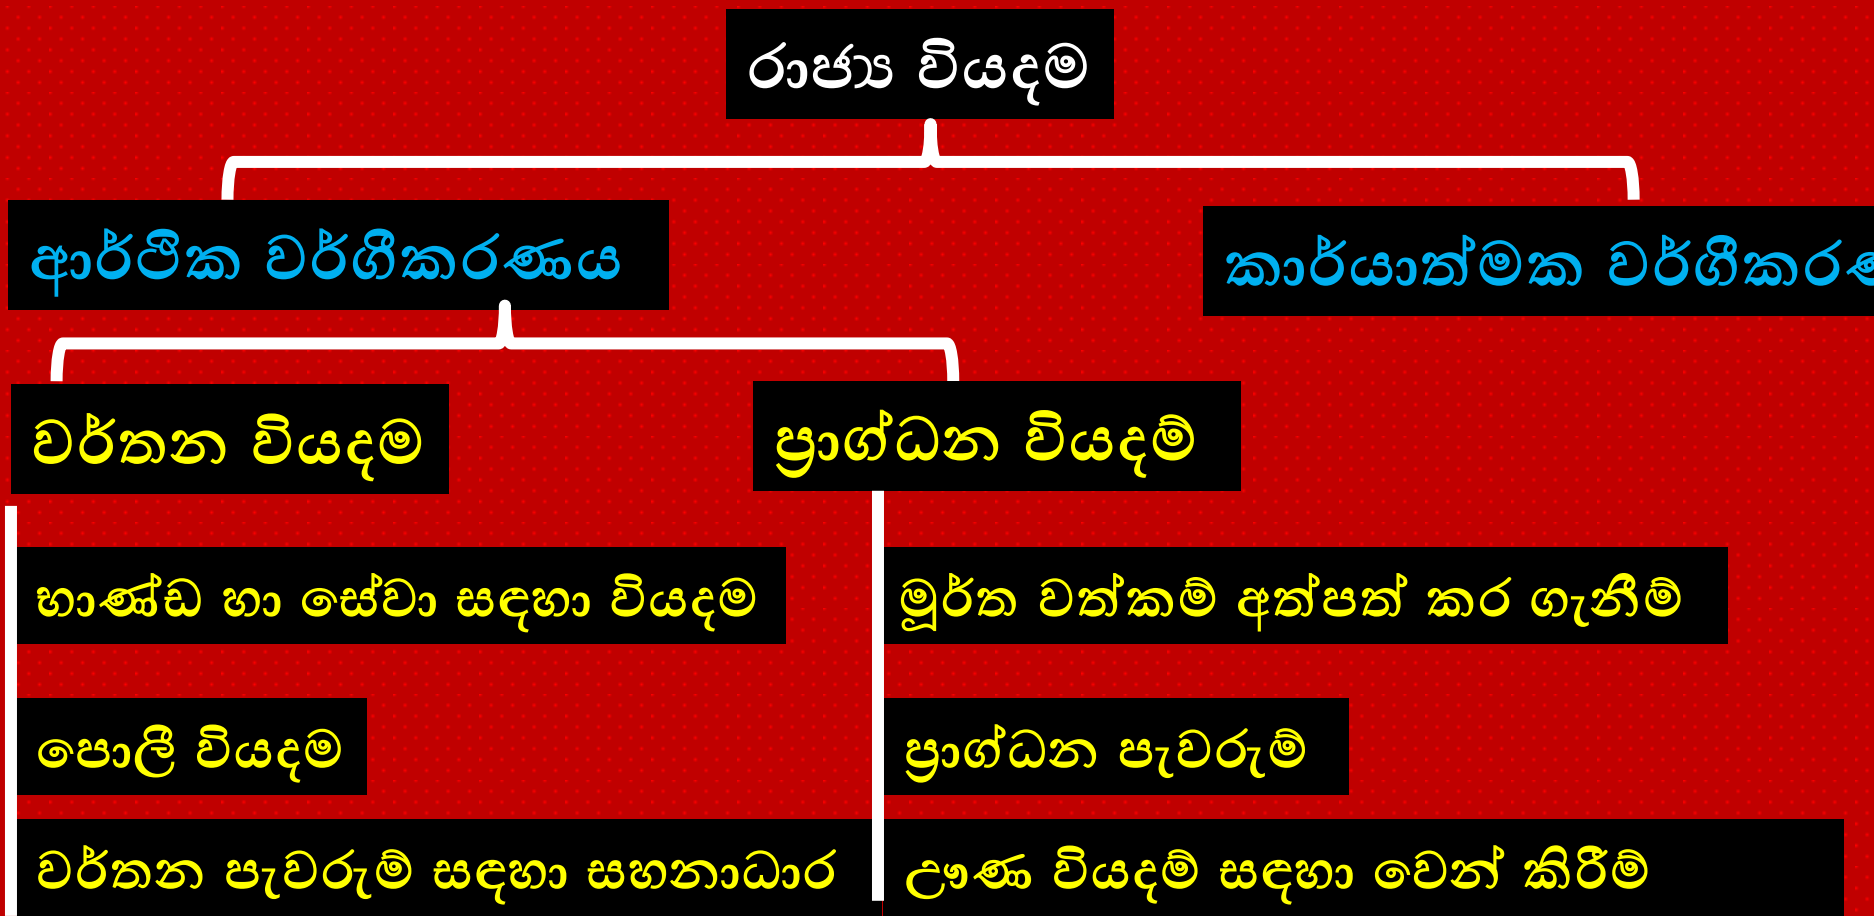 රාජ්‍ය වියදම
ආර්ථික වර්ගීකරණය
කාර්යාත්මක
වර්තන වියදම
ප්‍රාග්ධන වියදම්
භාණ්ඩ හා සේවා සඳහා වියදම
මූර්ත වත්කම් අත්පත් කර ගැනීම්
පොලී වියදම
ප්‍රාග්ධන පැවරුම්
වර්තන පැවරුම් සඳහා සහනාධාර
ඌණ වියදම් සඳහා වෙන් කිරීම්